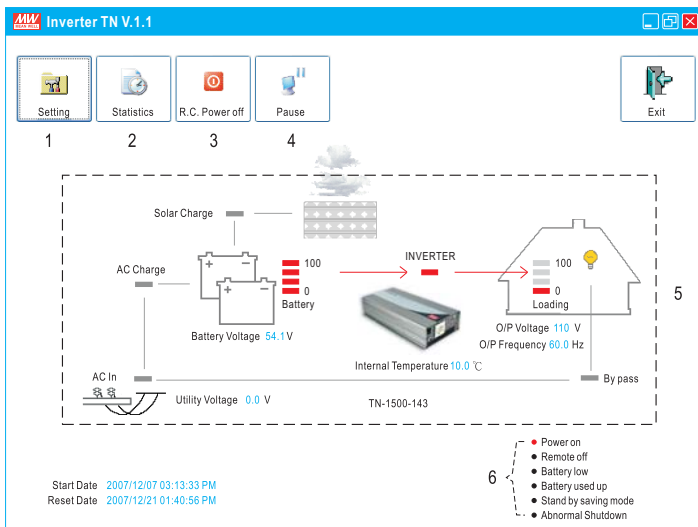 MW
MEAN WELL
Inverter TN V.1.1
Setting
Statistics
R.C. Power off
Pause
Exit
1
2
3
4
Solar Charge
AC Charge
+ −
+ −
100
0
Battery
INVERTER
100
0
Loading
5
Battery Voltage 54.1 V
O/P Voltage 110 V
O/P Frequency 60.0 Hz
Internal Temperature 10.0 ℃
AC In
By pass
Utility Voltage 0.0 V
TN-1500-143
6
Power on
Remote off
Battery low
Battery used up
Stand by saving mode
Abnormal Shutdown
Start Date 2007/12/07 03:13:33 PM
Reset Date 2007/12/21 01:40:56 PM